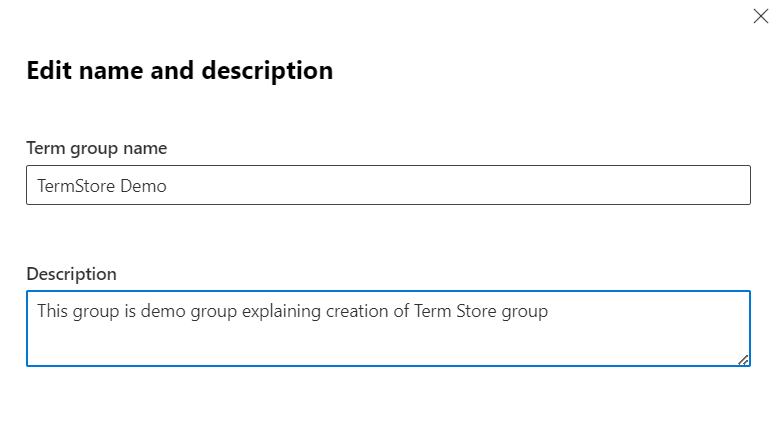 Edit name and description
Term group name
TermStore Demo
Description
This group is demo group explaining creation of Term Store group